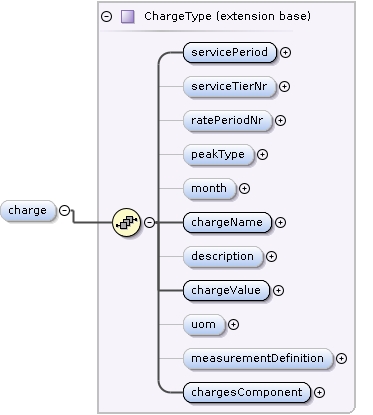 ChargeType (extension base)
servicePeriod
serviceTierNr
ratePeriodNr
peakType
month
charge
chargeName
description
chargeValue
uom
measurementDefinition
chargesComponent